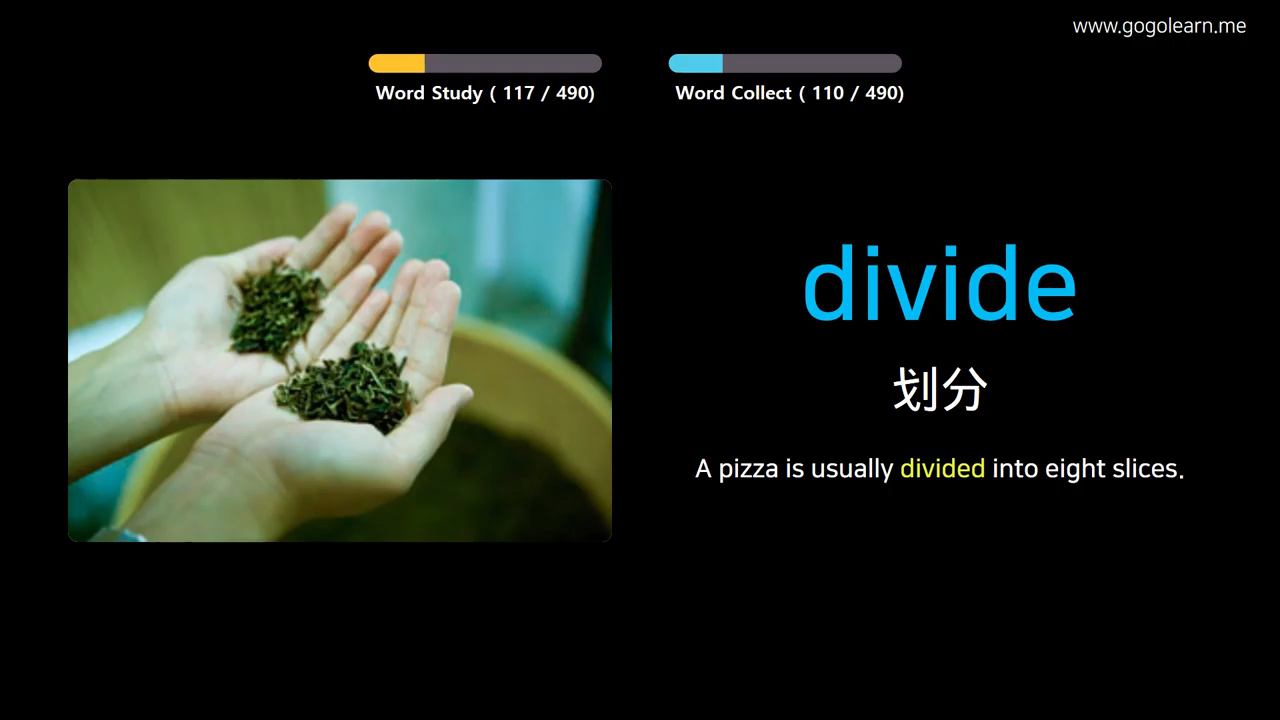 www.gogolearn.me
Word Study ( 117 / 490)
Word Collect ( 110 / 490)
divide
划分
A pizza is usually divided into eight slices.